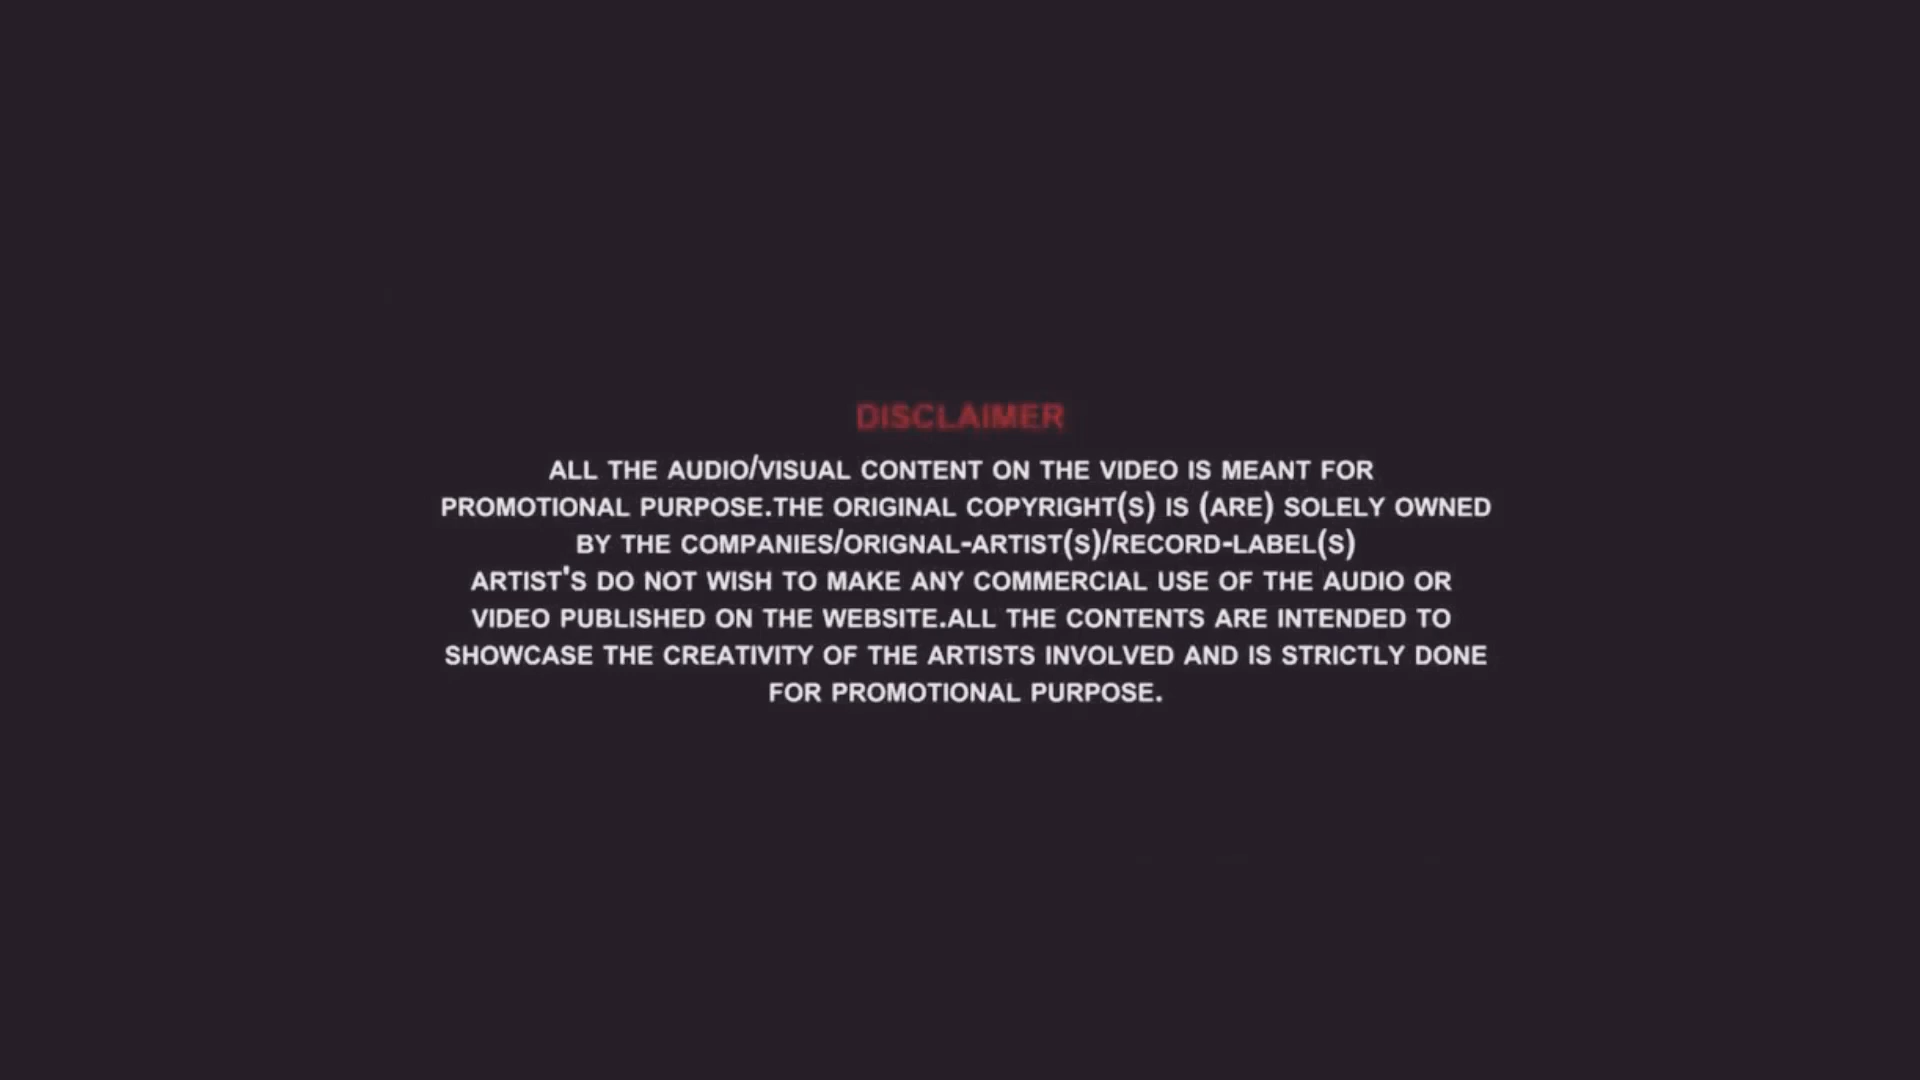 DISCLAIMER
ALL THE AUDIO/VISUAL CONTENT ON THE VIDEO IS MEANT FOR
PROMOTIONAL PURPOSE.THE ORIGINAL COPYRIGHT(S) IS (ARE) SOLELY OWNED
BY THE COMPANIES/ORIGNAL-ARTIST(S)/RECORD-LABEL(S)
ARTIST'S DO NOT WISH TO MAKE ANY COMMERCIAL USE OF THE AUDIO OR
VIDEO PUBLISHED ON THE WEBSITE.ALL THE CONTENTS ARE INTENDED TO
SHOWCASE THE CREATIVITY OF THE ARTISTS INVOLVED AND IS STRICTLY DONE
FOR PROMOTIONAL PURPOSE.